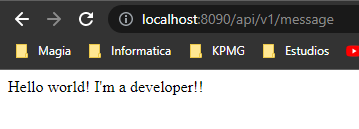 localhost:8090/api/v1/message
Magia Informatica KPMG Estudios
Hello world! I'm a developer!!